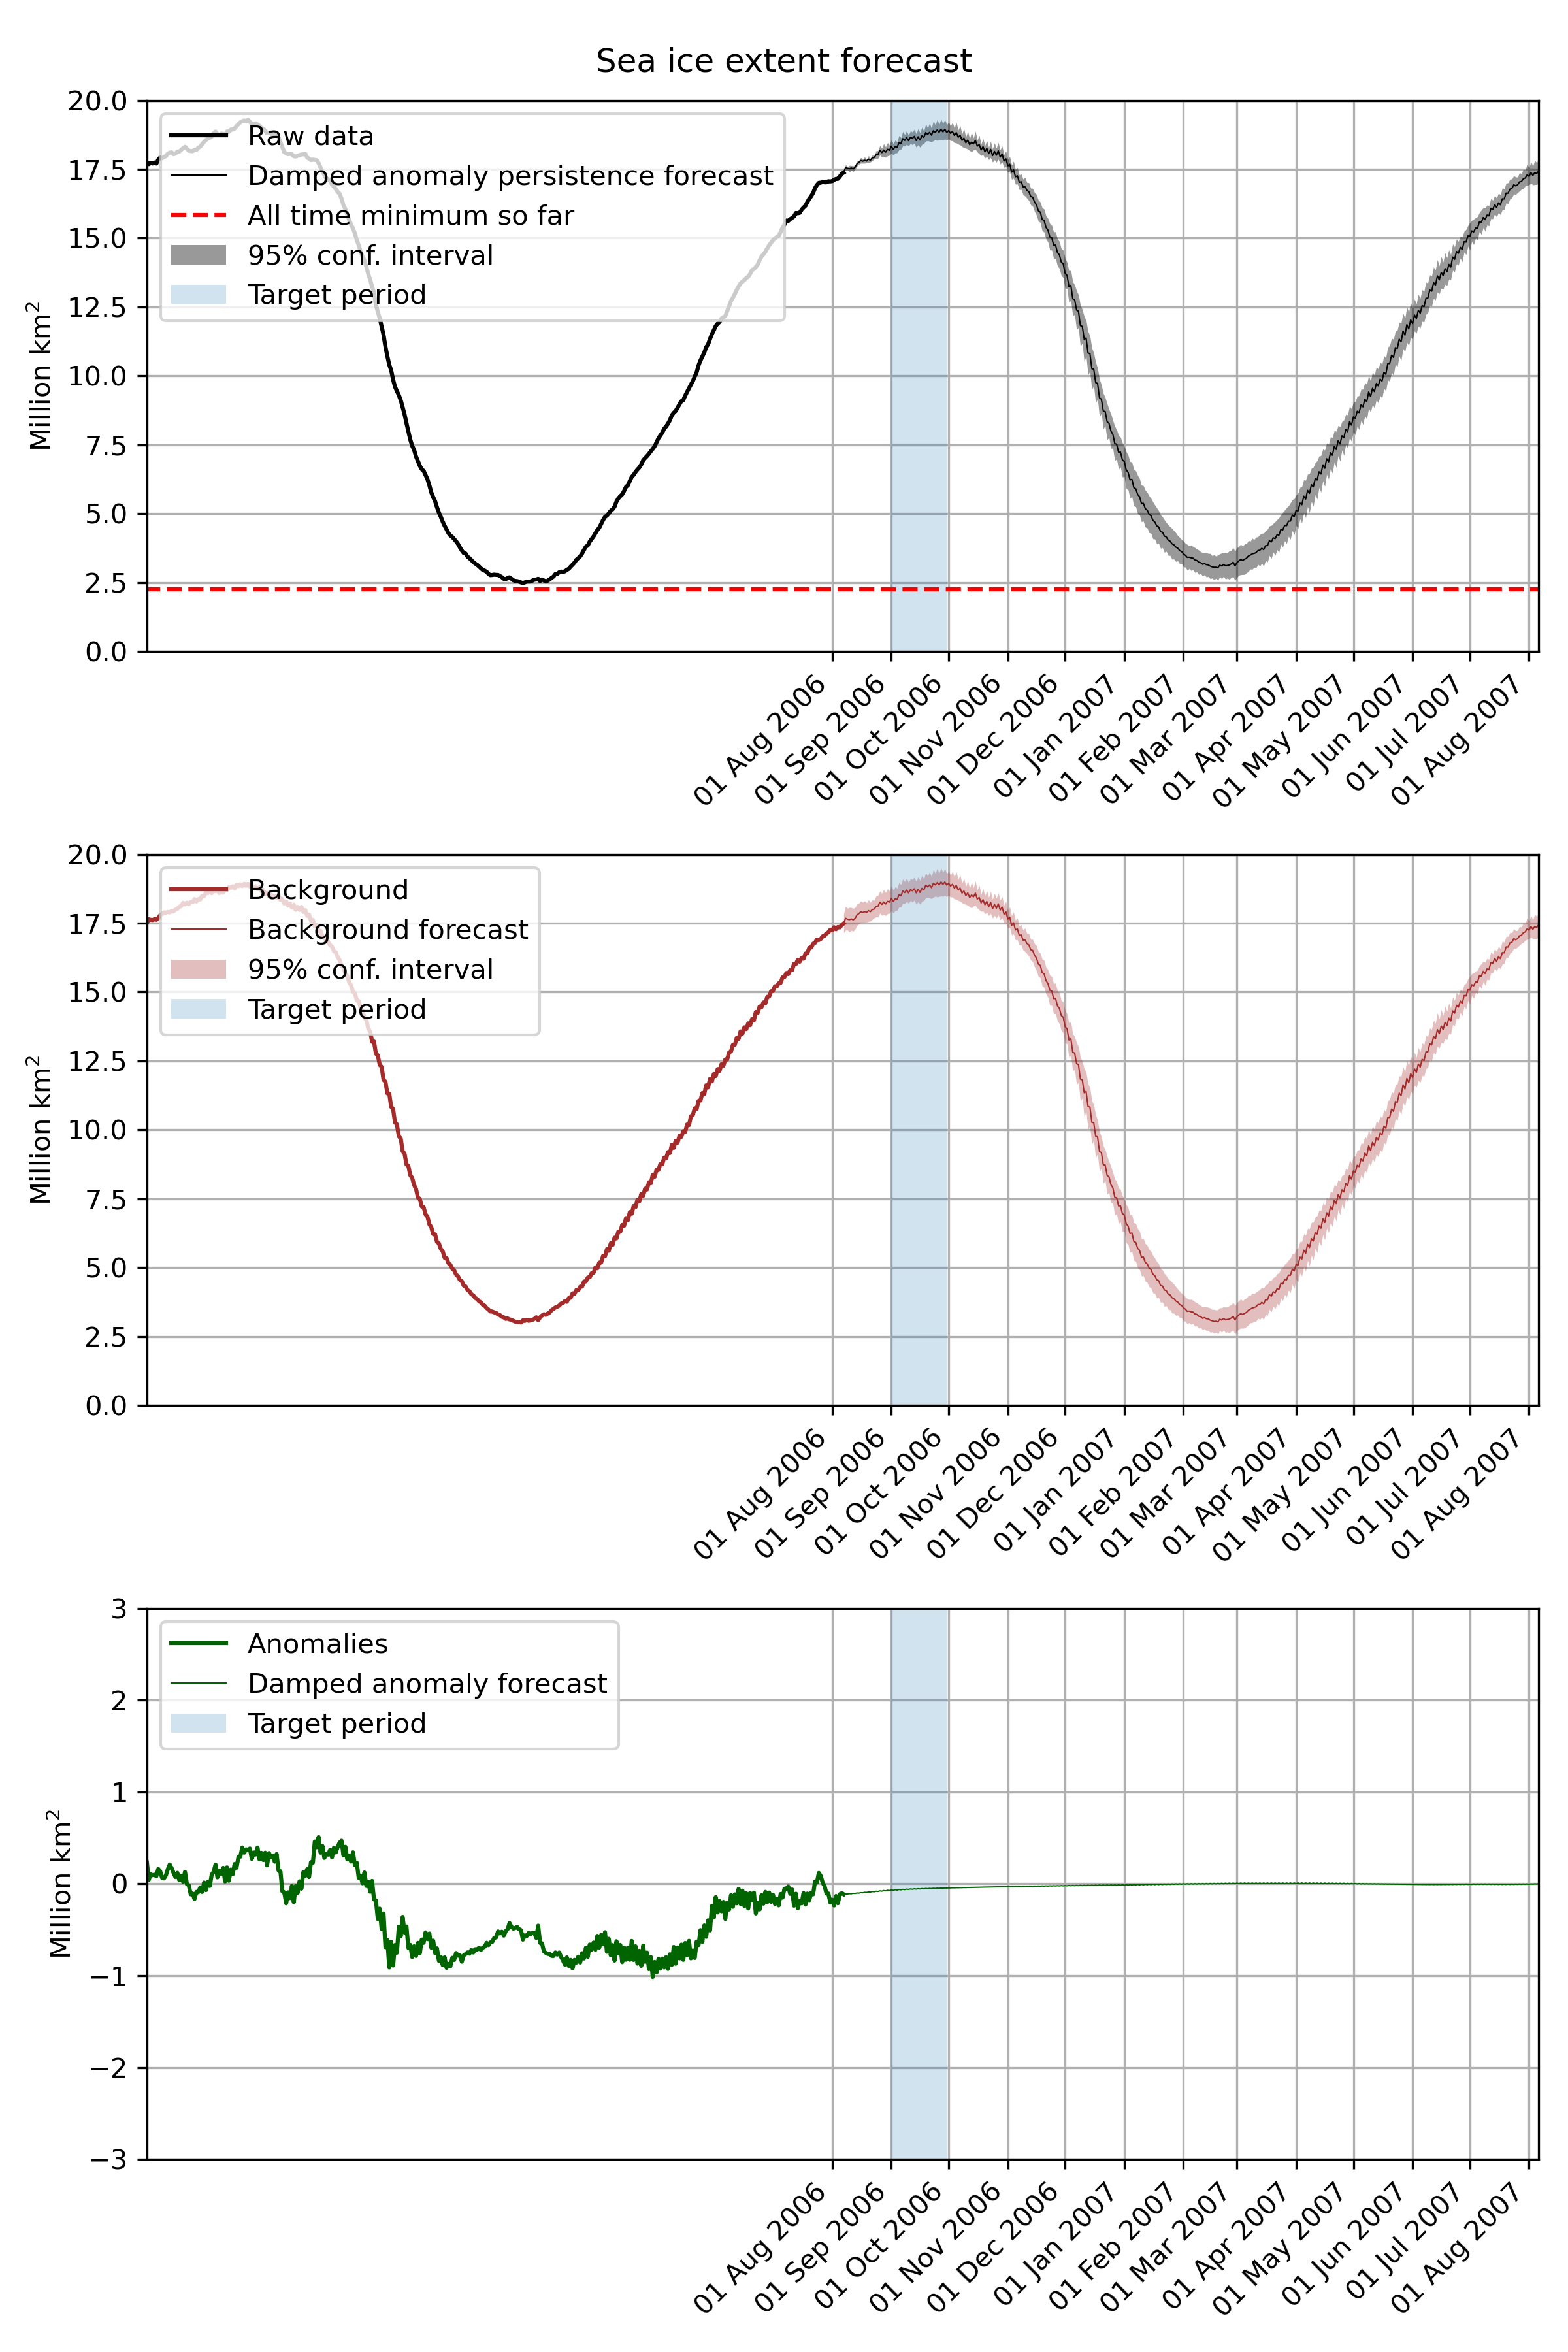 Sea ice extent forecast
20.0
17.5
15.0
12.5
10.0
7.5
5.0
2.5
0.0
Million km²
Raw data
Damped anomaly persistence forecast
All time minimum so far
95% conf. interval
Target period
01 Aug 2006
01 Sep 2006
01 Oct 2006
01 Nov 2006
01 Dec 2006
01 Jan 2007
01 Feb 2007
01 Mar 2007
01 Apr 2007
01 May 2007
01 Jun 2007
01 Jul 2007
01 Aug 2007
20.0
17.5
15.0
12.5
10.0
7.5
5.0
2.5
0.0
Million km²
Background
Background forecast
95% conf. interval
Target period
01 Aug 2006
01 Sep 2006
01 Oct 2006
01 Nov 2006
01 Dec 2006
01 Jan 2007
01 Feb 2007
01 Mar 2007
01 Apr 2007
01 May 2007
01 Jun 2007
01 Jul 2007
01 Aug 2007
3
2
1
0
−1
−2
−3
Million km²
Anomalies
Damped anomaly forecast
Target period
01 Aug 2006
01 Sep 2006
01 Oct 2006
01 Nov 2006
01 Dec 2006
01 Jan 2007
01 Feb 2007
01 Mar 2007
01 Apr 2007
01 May 2007
01 Jun 2007
01 Jul 2007
01 Aug 2007